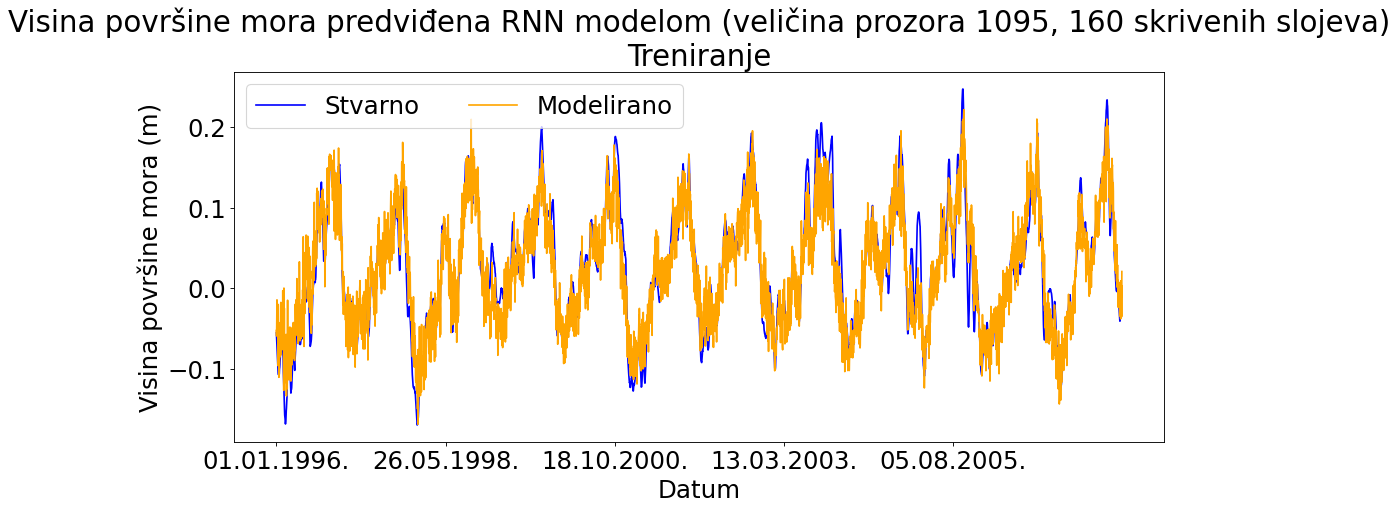 Visina površine mora predviđena RNN modelom (veličina prozora 1095, 160 skrivenih slojeva)
Treniranje
Stvarno Modelirano
Visina površine mora (m)
0.2
0.1
0.0
−0.1
01.01.1996. 26.05.1998. 18.10.2000. 13.03.2003. 05.08.2005.
Datum